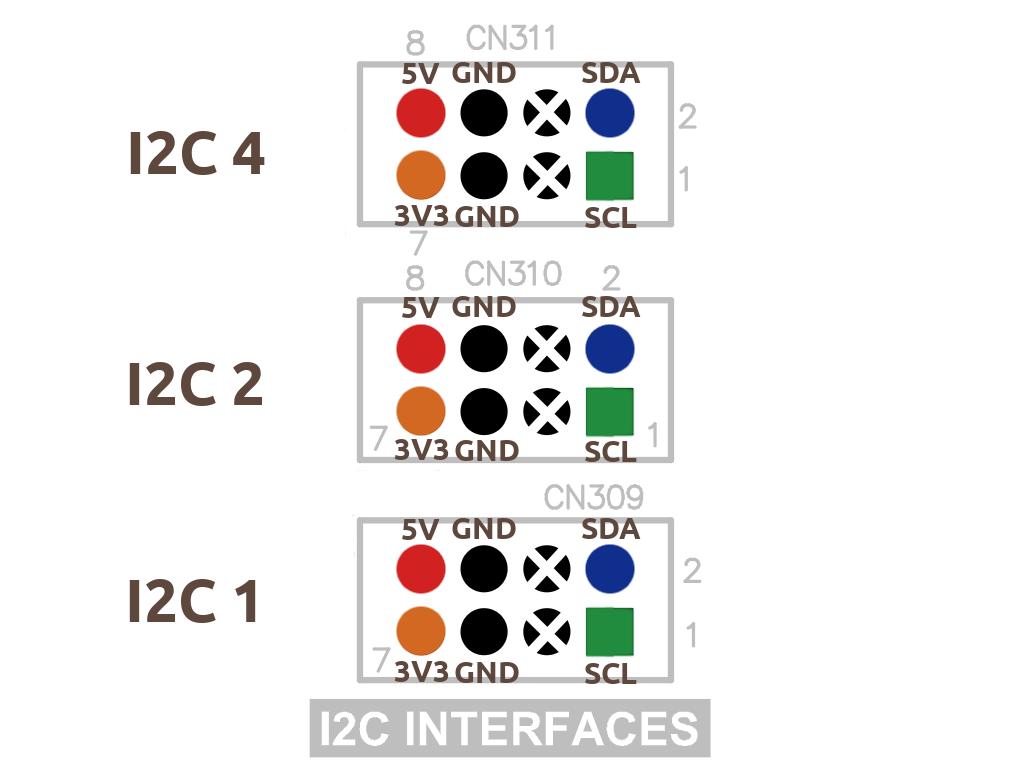 8 CN311
5V GND SDA
2
I2C 4
1
3V3 GND SCL
7
8 CN310 2
5V GND SDA
I2C 2
7 1
3V3 GND SCL
CN309
5V GND SDA
2
I2C 1
1
7
3V3 GND SCL
I2C INTERFACES